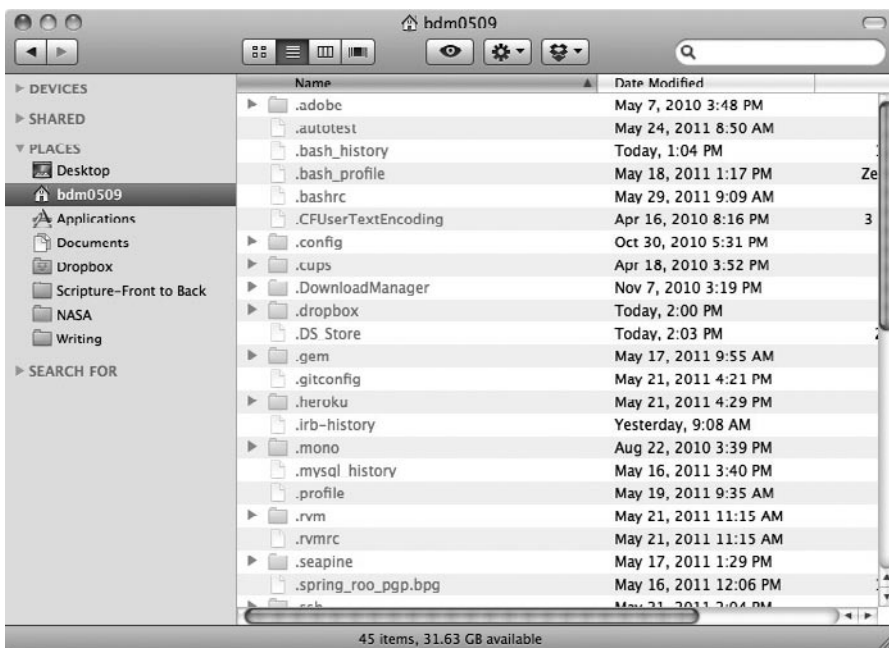 bdm0509
Name Date Modified
DEVICES
SHARED
PLACES
Desktop
bdm0509
Applications
Documents
Dropbox
Scripture-Front to Back
NASA
Writing
SEARCH FOR
.adobe May 7, 2010 3:48 PM
.autotest May 24, 2011 8:50 AM
.bash_history Today, 1:04 PM
.bash_profile May 18, 2011 1:17 PM Ze
.bashrc May 29, 2011 9:09 AM
.CFUserTextEncoding Apr 16, 2010 8:16 PM 3
.config Oct 30, 2010 5:31 PM
.cups Apr 18, 2010 3:52 PM
.DownloadManager Nov 7, 2010 3:19 PM
.dropbox Today, 2:00 PM
.DS_Store Today, 2:03 PM
.gem May 17, 2011 9:55 AM
.gitconfig May 21, 2011 4:21 PM
.heroku May 21, 2011 4:29 PM
.irb-history Yesterday, 9:08 AM
.mono Aug 22, 2010 3:39 PM
.mysql_history May 16, 2011 3:40 PM
.profile May 19, 2011 9:35 AM
.rvm May 21, 2011 11:15 AM
.rvmrc May 21, 2011 11:15 AM
.seapine May 17, 2011 1:29 PM
.spring_roo_pgp.bpg May 16, 2011 12:06 PM
.ssh May 21, 2011 2:04 PM
45 items, 31.63 GB available